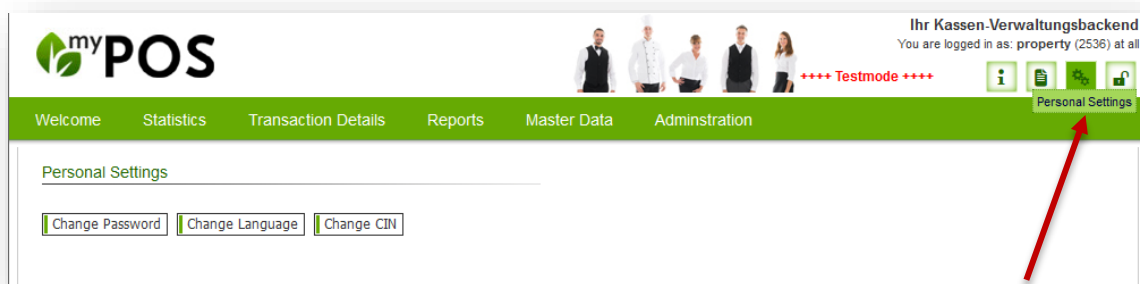 myPOS
Ihr Kassen-Verwaltungsbackend
You are logged in as: property (2536) at all
++++ Testmode ++++
i
Personal Settings
Welcome Statistics Transaction Details Reports Master Data Adminstration
Personal Settings
Change Password Change Language Change CIN